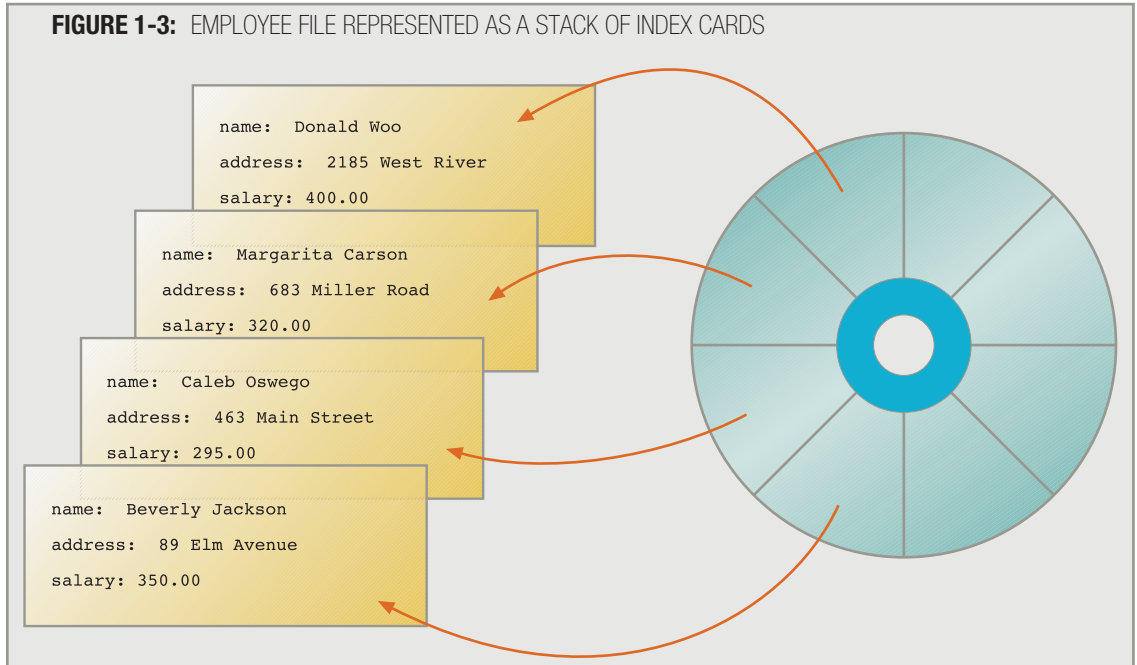 FIGURE 1-3: EMPLOYEE FILE REPRESENTED AS A STACK OF INDEX CARDS
name: Donald Woo
address: 2185 West River
salary: 400.00
name: Margarita Carson
address: 683 Miller Road
salary: 320.00
name: Caleb Oswego
address: 463 Main Street
salary: 295.00
name: Beverly Jackson
address: 89 Elm Avenue
salary: 350.00